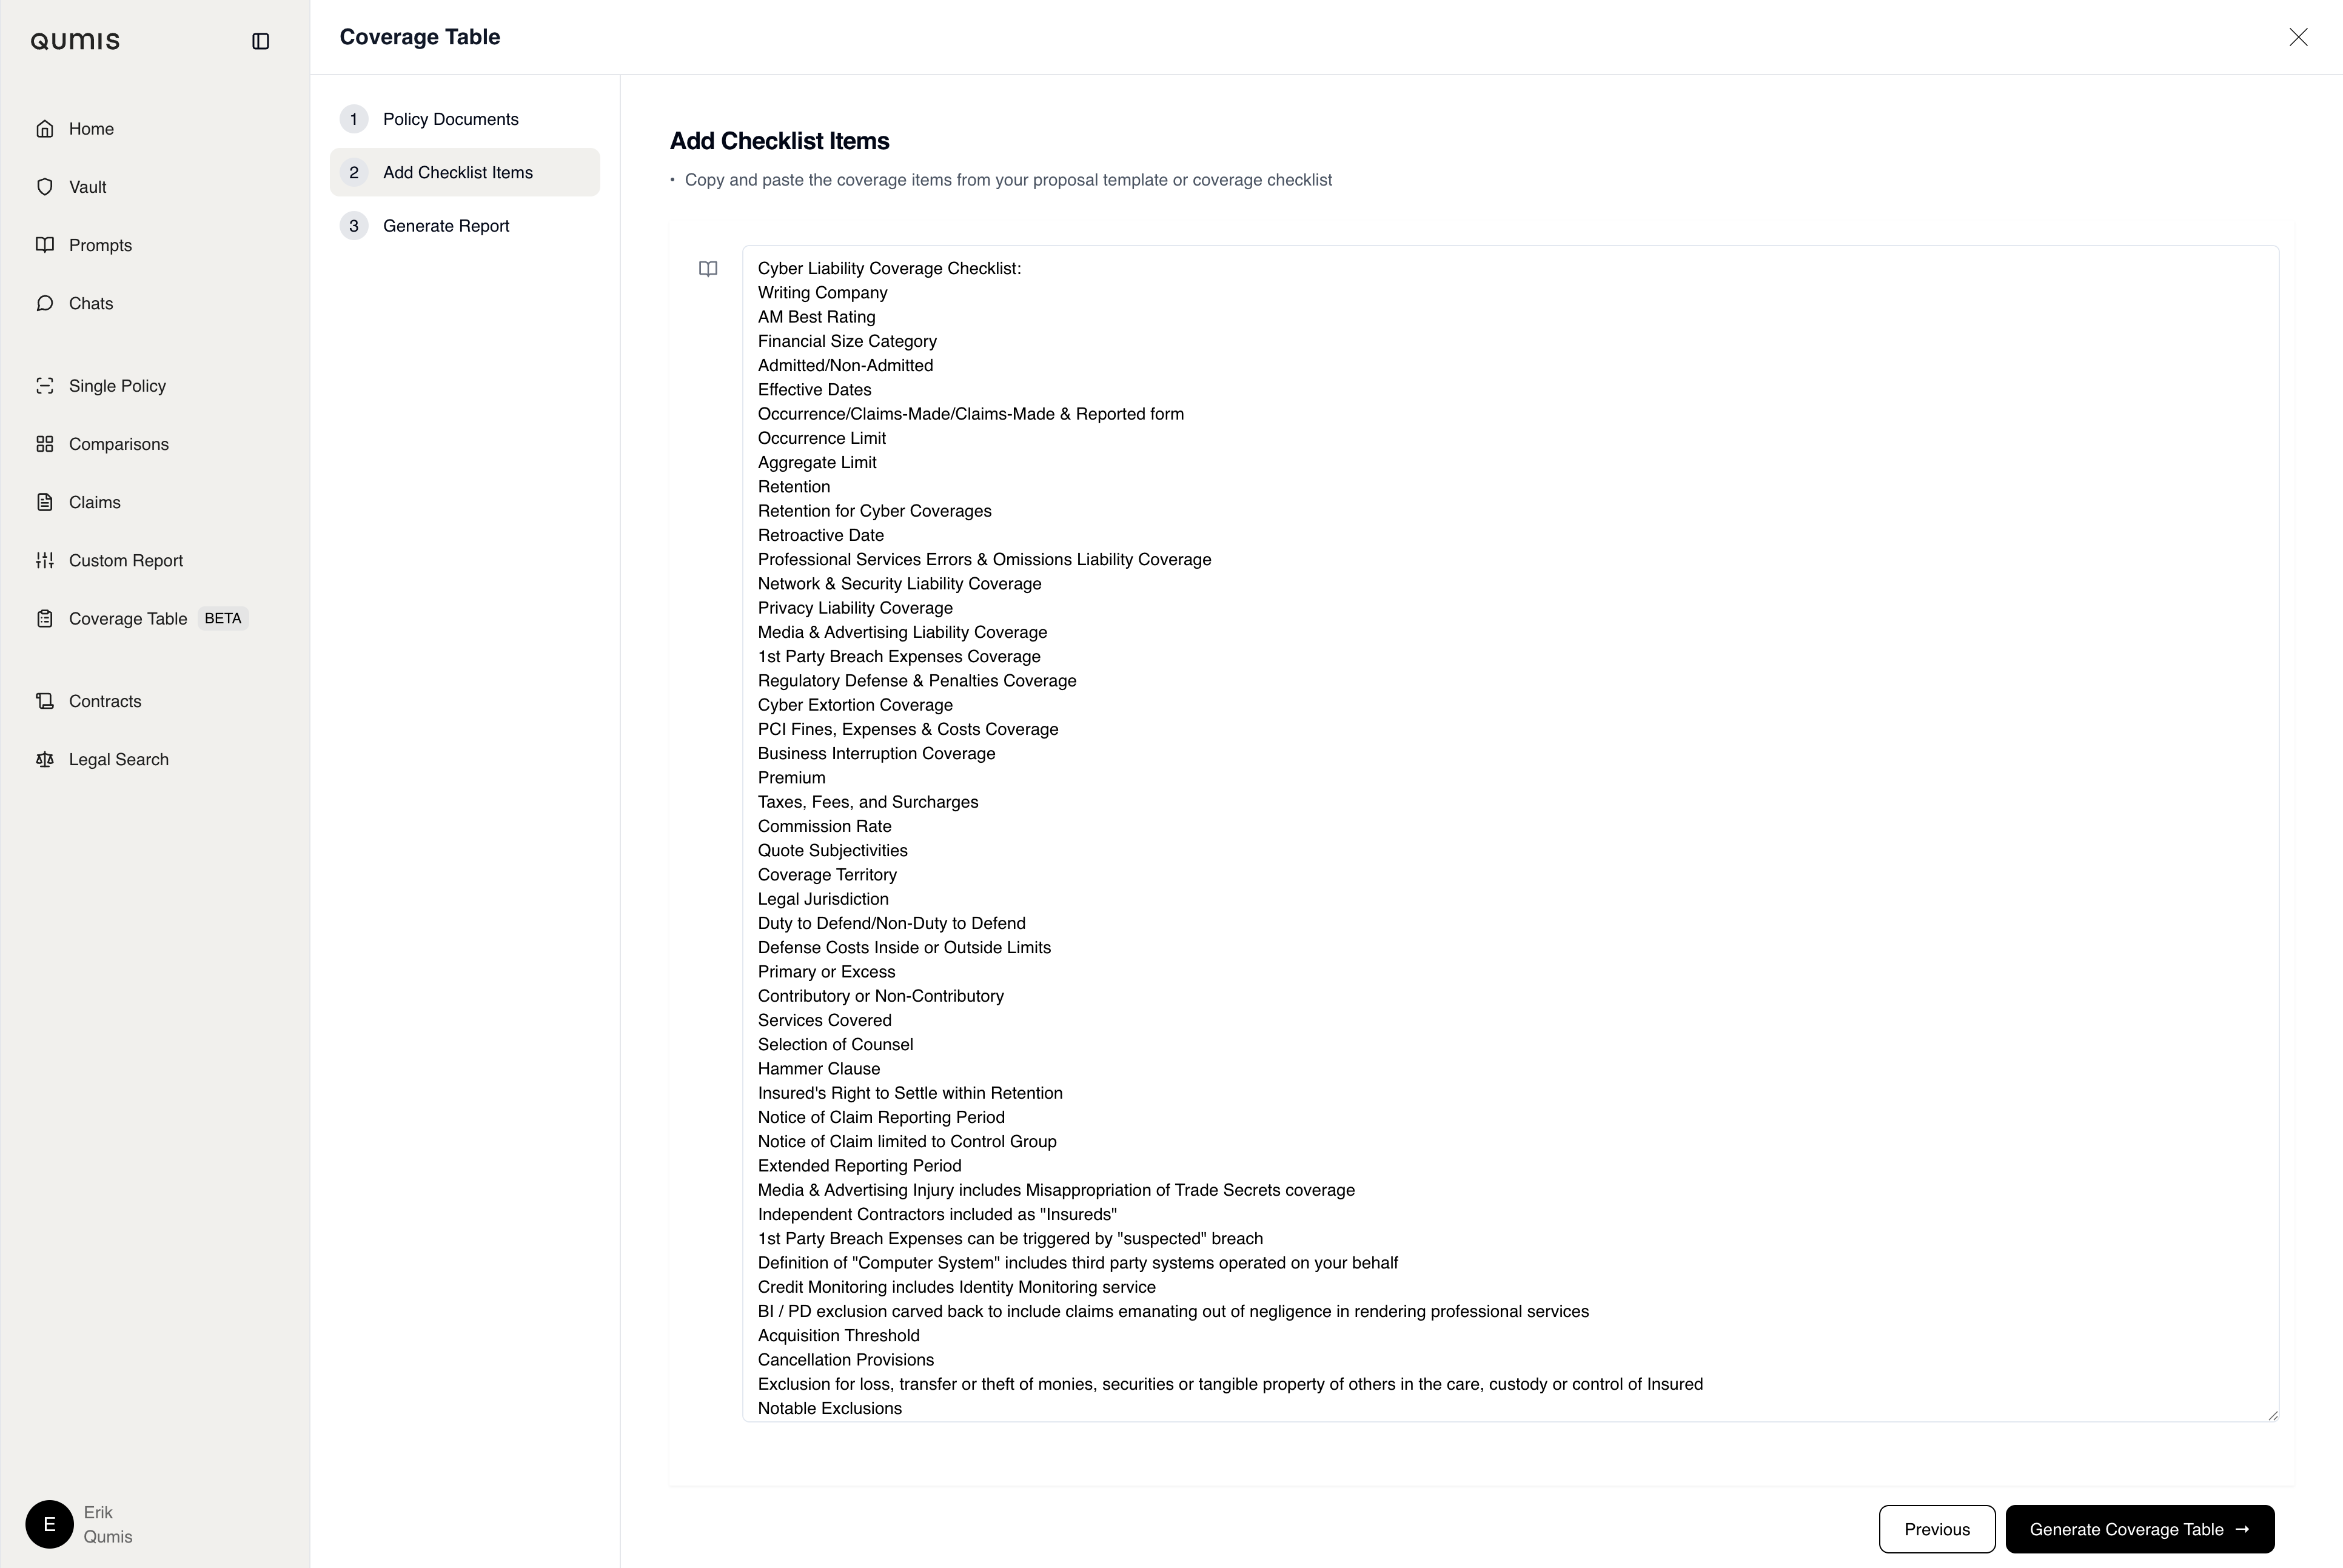 QUMIS
Home
Vault
Prompts
Chats
Single Policy
Comparisons
Claims
Custom Report
Coverage Table BETA
Contracts
Legal Search
E
Erik
Qumis
Coverage Table
1 Policy Documents
2 Add Checklist Items
3 Generate Report
Add Checklist Items
• Copy and paste the coverage items from your proposal template or coverage checklist
Cyber Liability Coverage Checklist:
Writing Company
AM Best Rating
Financial Size Category
Admitted/Non-Admitted
Effective Dates
Occurrence/Claims-Made/Claims-Made & Reported form
Occurrence Limit
Aggregate Limit
Retention
Retention for Cyber Coverages
Retroactive Date
Professional Services Errors & Omissions Liability Coverage
Network & Security Liability Coverage
Privacy Liability Coverage
Media & Advertising Liability Coverage
1st Party Breach Expenses Coverage
Regulatory Defense & Penalties Coverage
Cyber Extortion Coverage
PCI Fines, Expenses & Costs Coverage
Business Interruption Coverage
Premium
Taxes, Fees, and Surcharges
Commission Rate
Quote Subjectivities
Coverage Territory
Legal Jurisdiction
Duty to Defend/Non-Duty to Defend
Defense Costs Inside or Outside Limits
Primary or Excess
Contributory or Non-Contributory
Services Covered
Selection of Counsel
Hammer Clause
Insured's Right to Settle within Retention
Notice of Claim Reporting Period
Notice of Claim limited to Control Group
Extended Reporting Period
Media & Advertising Injury includes Misappropriation of Trade Secrets coverage
Independent Contractors included as "Insureds"
1st Party Breach Expenses can be triggered by "suspected" breach
Definition of "Computer System" includes third party systems operated on your behalf
Credit Monitoring includes Identity Monitoring service
BI / PD exclusion carved back to include claims emanating out of negligence in rendering professional services
Acquisition Threshold
Cancellation Provisions
Exclusion for loss, transfer or theft of monies, securities or tangible property of others in the care, custody or control of Insured
Notable Exclusions
Previous
Generate Coverage Table →